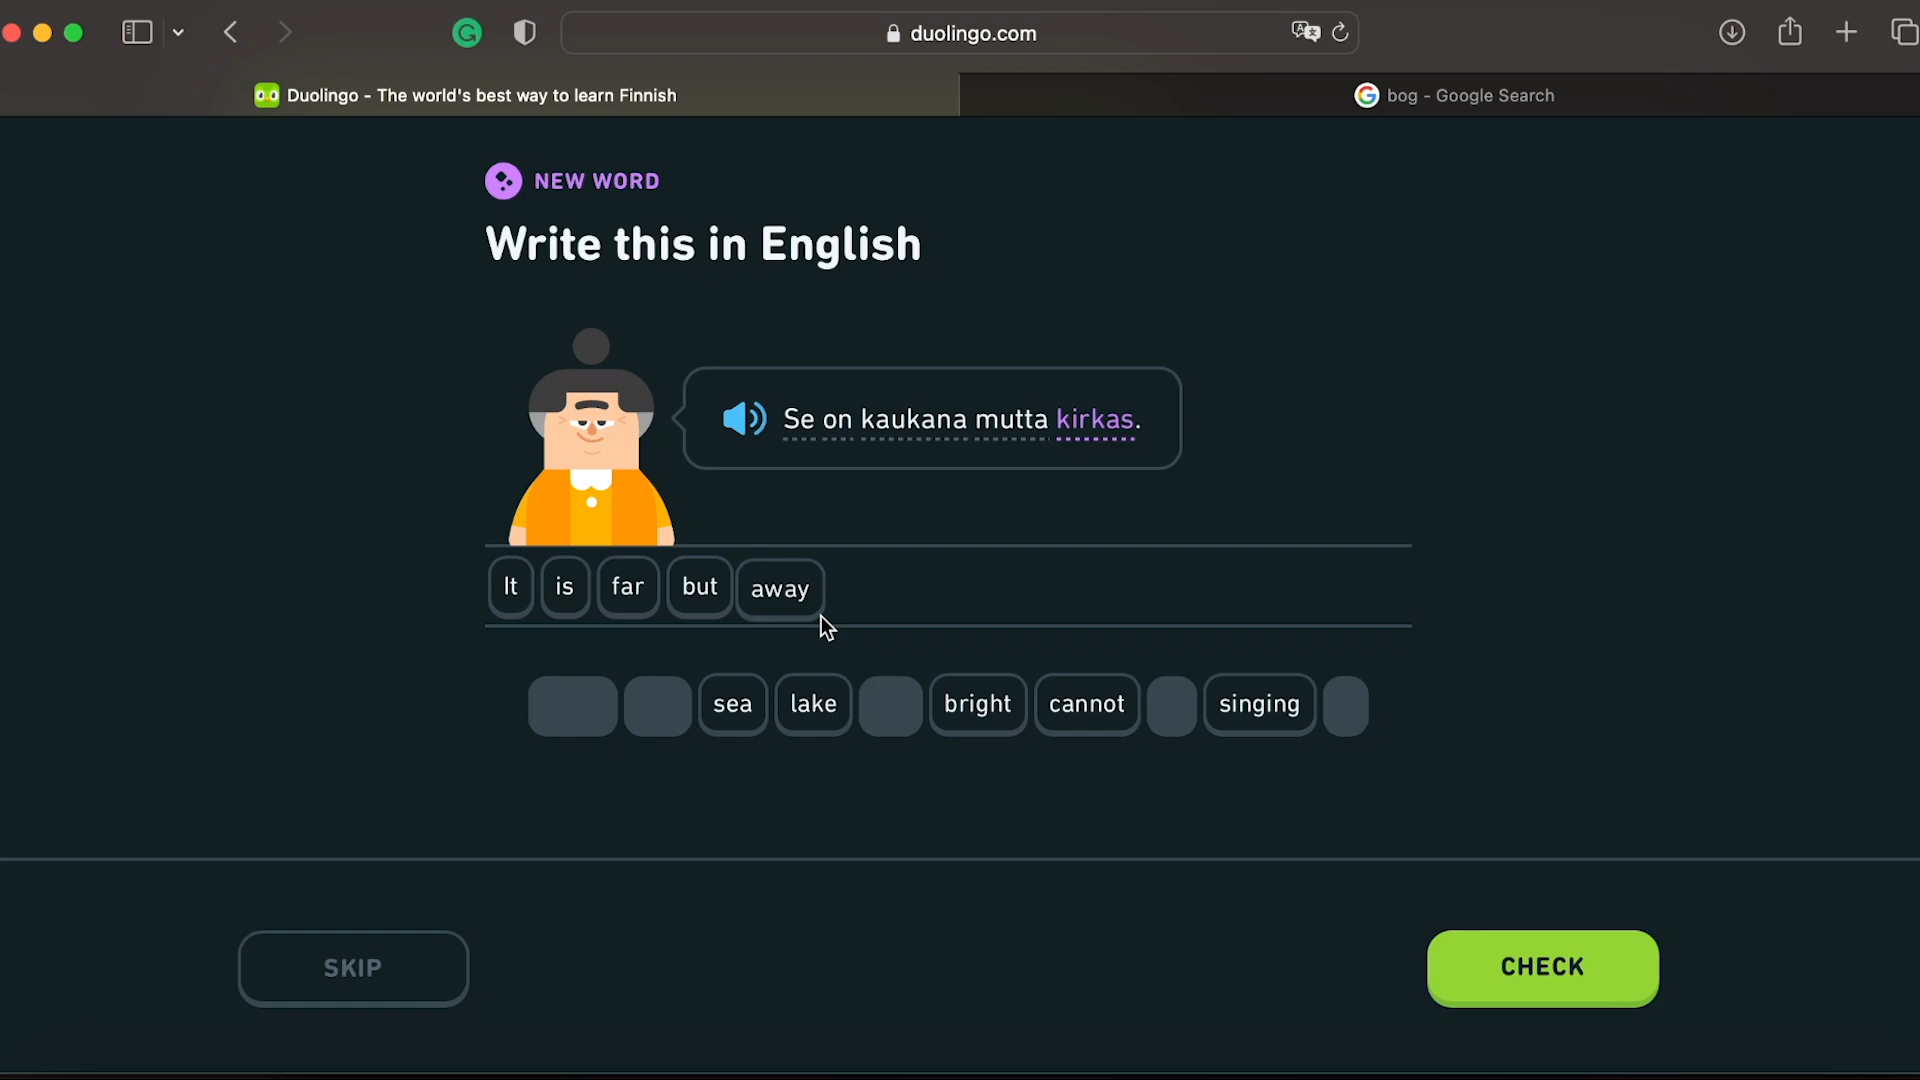 duolingo.com
Duolingo - The world's best way to learn Finnish
bog - Google Search
NEW WORD
Write this in English
Se on kaukana mutta kirkas.
It is far but away
sea lake bright cannot singing
SKIP
CHECK